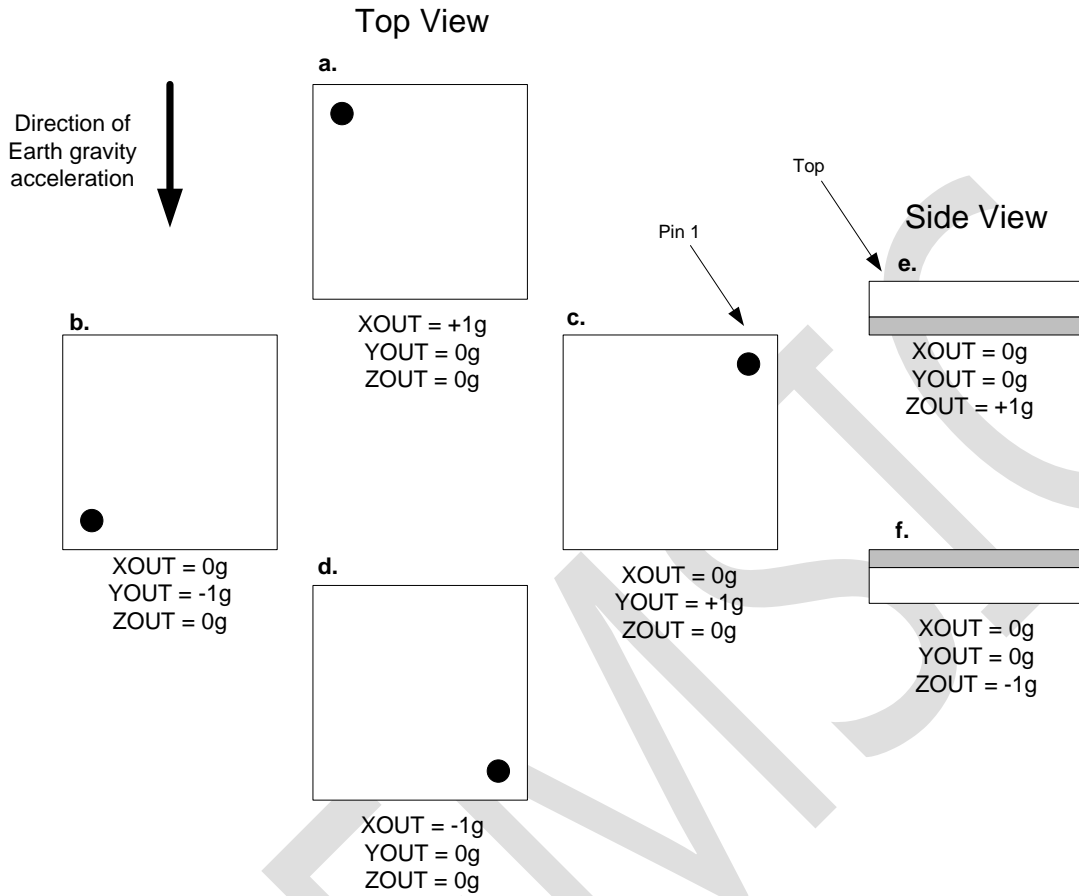 Top View
a.
Direction of
Earth gravity
acceleration
Top
Pin 1
Side View
e.
b.
XOUT = +1g
YOUT = 0g
ZOUT = 0g
c.
XOUT = 0g
YOUT = 0g
ZOUT = +1g
XOUT = 0g
YOUT = -1g
ZOUT = 0g
d.
XOUT = 0g
YOUT = +1g
ZOUT = 0g
f.
XOUT = 0g
YOUT = 0g
ZOUT = -1g
XOUT = -1g
YOUT = 0g
ZOUT = 0g